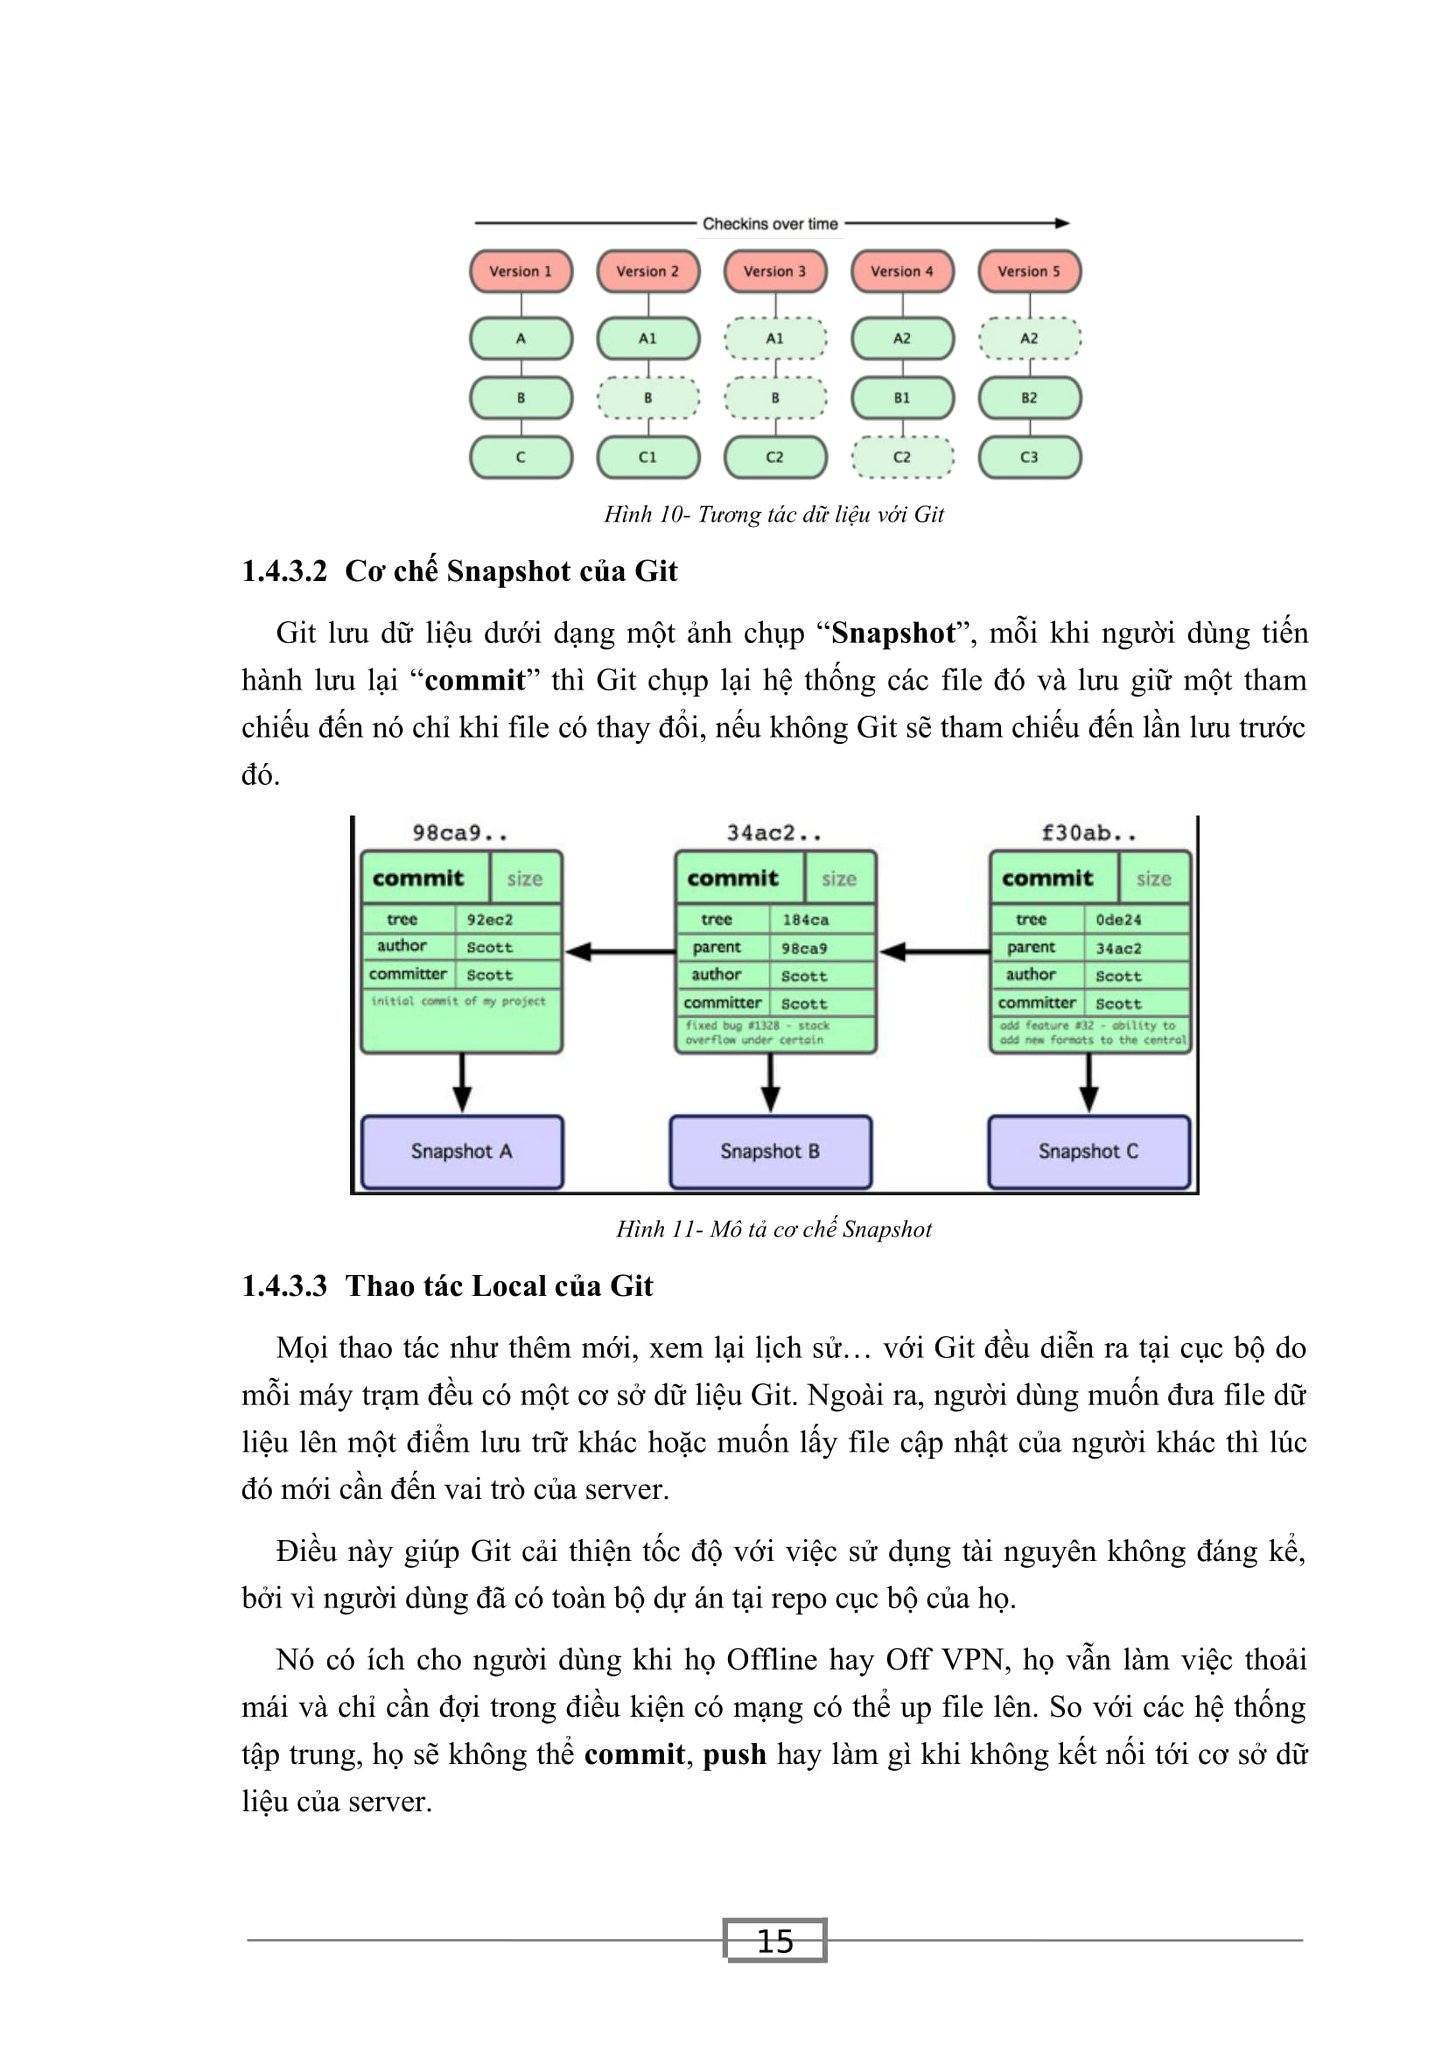 Checkins over time
Version 1 Version 2 Version 3 Version 4 Version 5
A A1 A1 A2 A2
B B B B1 B2
C C1 C2 C2 C3
Hình 10- Tương tác dữ liệu với Git
1.4.3.2 Cơ chế Snapshot của Git
Git lưu dữ liệu dưới dạng một ảnh chụp “Snapshot”, mỗi khi người dùng tiến
hành lưu lại “commit” thì Git chụp lại hệ thống các file đó và lưu giữ một tham
chiếu đến nó chỉ khi file có thay đổi, nếu không Git sẽ tham chiếu đến lần lưu trước
đó.
98ca9.. 34ac2.. f30ab..
commit size commit size commit size
tree 92ec2 tree 184ca tree 0de24
author Scott parent 98ca9 parent 34ac2
committer Scott author Scott author Scott
initial commit of my project committer Scott committer Scott
fixed bug #1328 - stack add feature #32 - ability to
overflow under certain add new formats to the central
Snapshot A Snapshot B Snapshot C
Hình 11- Mô tả cơ chế Snapshot
1.4.3.3 Thao tác Local của Git
Mọi thao tác như thêm mới, xem lại lịch sử… với Git đều diễn ra tại cục bộ do
mỗi máy trạm đều có một cơ sở dữ liệu Git. Ngoài ra, người dùng muốn đưa file dữ
liệu lên một điểm lưu trữ khác hoặc muốn lấy file cập nhật của người khác thì lúc
đó mới cần đến vai trò của server.
Điều này giúp Git cải thiện tốc độ với việc sử dụng tài nguyên không đáng kể,
bởi vì người dùng đã có toàn bộ dự án tại repo cục bộ của họ.
Nó có ích cho người dùng khi họ Offline hay Off VPN, họ vẫn làm việc thoải
mái và chỉ cần đợi trong điều kiện có mạng có thể up file lên. So với các hệ thống
tập trung, họ sẽ không thể commit, push hay làm gì khi không kết nối tới cơ sở dữ
liệu của server.
15